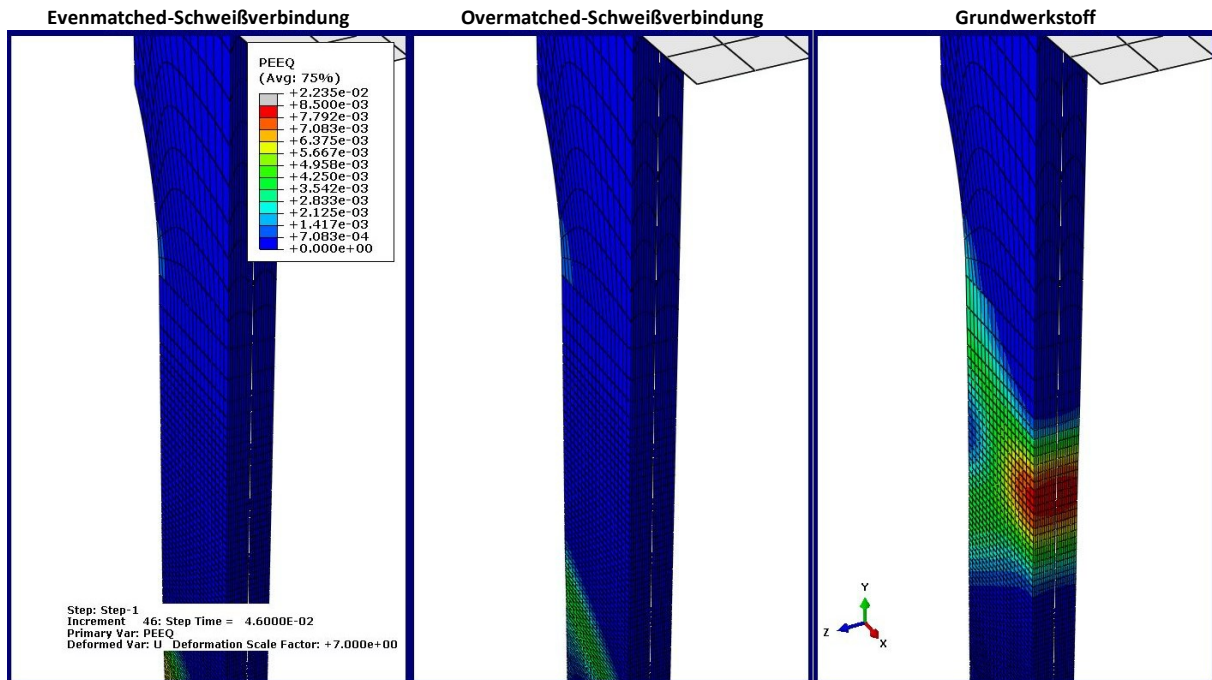 Evenmatched-Schweißverbindung
Overmatched-Schweißverbindung
Grundwerkstoff
PEEQ
(Avg: 75%)
+2.235e-02
+8.500e-03
+7.792e-03
+7.083e-03
+6.375e-03
+5.667e-03
+4.958e-03
+4.250e-03
+3.542e-03
+2.833e-03
+2.125e-03
+1.417e-03
+7.083e-04
+0.000e+00
Step: Step-1
Increment 46: Step Time = 4.6000E-02
Primary Var: PEEQ
Deformed Var: U Deformation Scale Factor: +7.000e+00
Y
Z
X